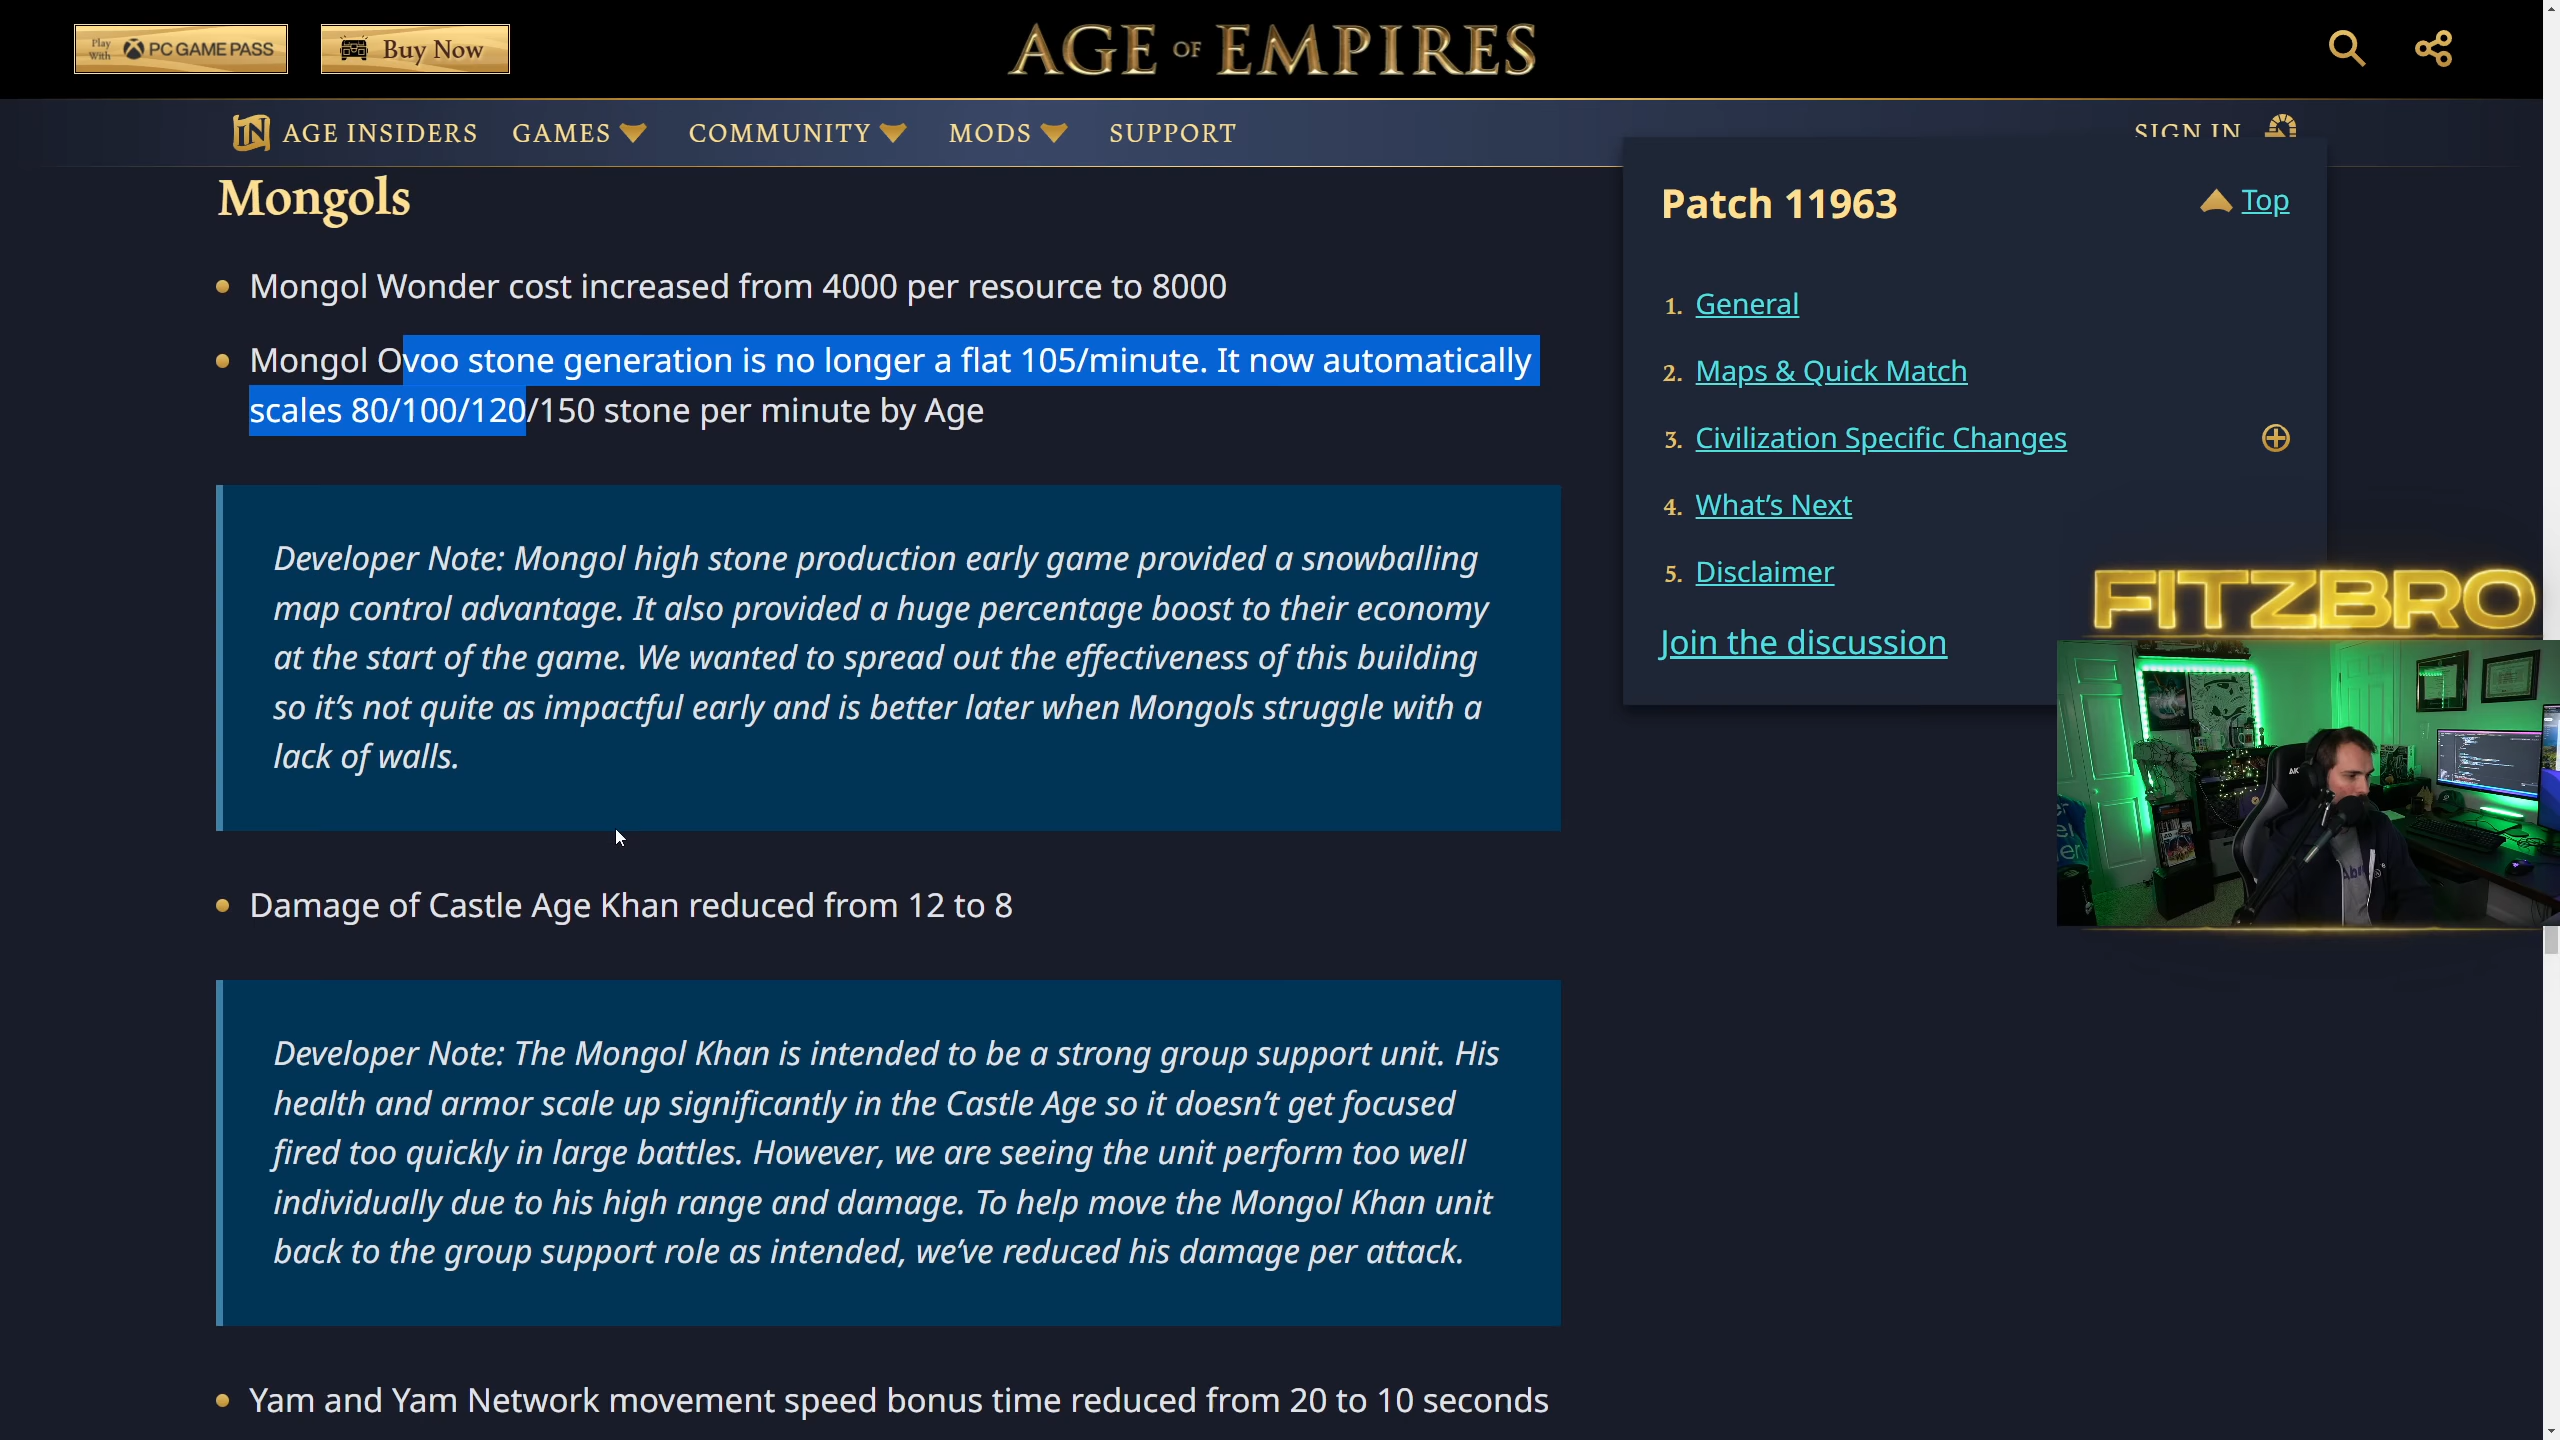 Play With PC GAME PASS
Buy Now
AGE OF EMPIRES
AGE INSIDERS GAMES COMMUNITY MODS SUPPORT SIGN IN
Mongols
Mongol Wonder cost increased from 4000 per resource to 8000
Mongol Ovoo stone generation is no longer a flat 105/minute. It now automatically
scales 80/100/120/150 stone per minute by Age
Developer Note: Mongol high stone production early game provided a snowballing
map control advantage. It also provided a huge percentage boost to their economy
at the start of the game. We wanted to spread out the effectiveness of this building
so it’s not quite as impactful early and is better later when Mongols struggle with a
lack of walls.
Damage of Castle Age Khan reduced from 12 to 8
Developer Note: The Mongol Khan is intended to be a strong group support unit. His
health and armor scale up significantly in the Castle Age so it doesn’t get focused
fired too quickly in large battles. However, we are seeing the unit perform too well
individually due to his high range and damage. To help move the Mongol Khan unit
back to the group support role as intended, we’ve reduced his damage per attack.
Yam and Yam Network movement speed bonus time reduced from 20 to 10 seconds
Patch 11963
Top
1. General
2. Maps & Quick Match
3. Civilization Specific Changes
4. What’s Next
5. Disclaimer
Join the discussion
FITZBRO